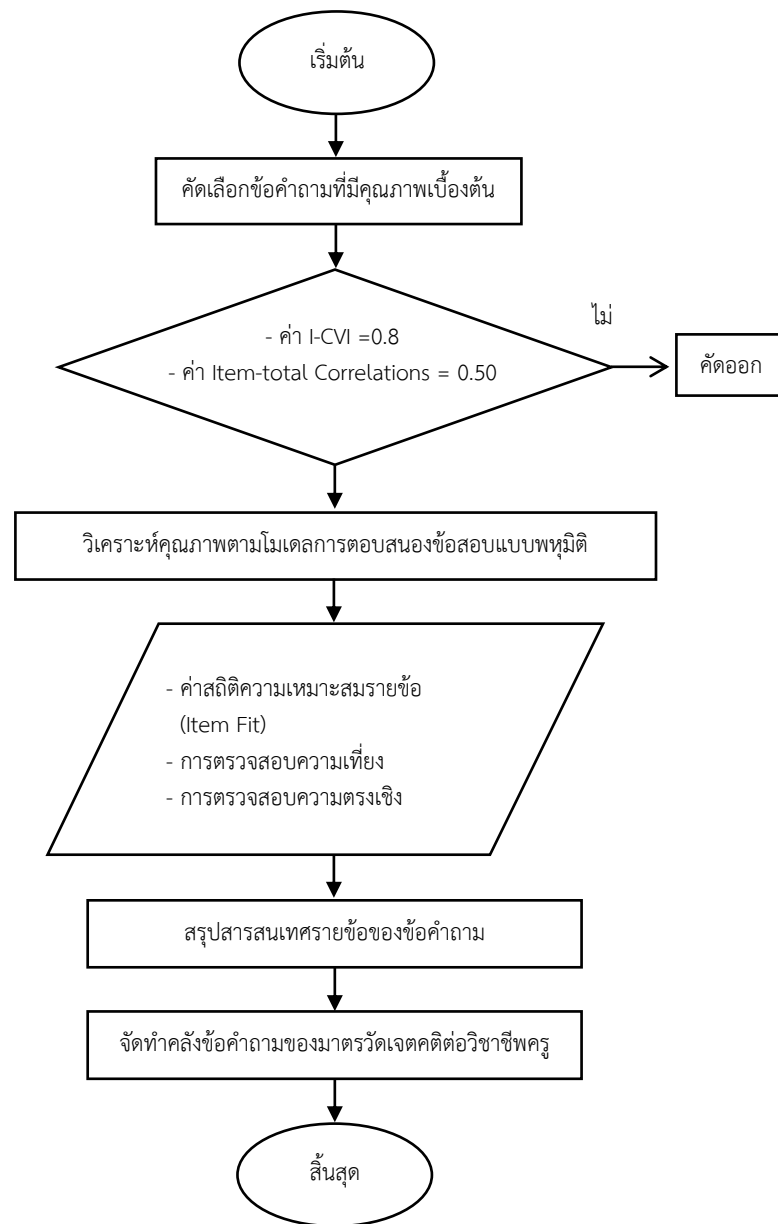 เริ่มต้น
คัดเลือกข้อคำถามที่มีคุณภาพเบื้องต้น
- ค่า I-CVI =0.8
- ค่า Item-total Correlations = 0.50
ไม่
คัดออก
วิเคราะห์คุณภาพตามโมเดลการตอบสนองข้อสอบแบบพหุมิติ
- ค่าสถิติความเหมาะสมรายข้อ
(Item Fit)
- การตรวจสอบความเที่ยง
- การตรวจสอบความตรงเชิง
สรุปสารสนเทศรายข้อของข้อคำถาม
จัดทำคลังข้อคำถามของมาตรวัดเจตคติต่อวิชาชีพครู
สิ้นสุด